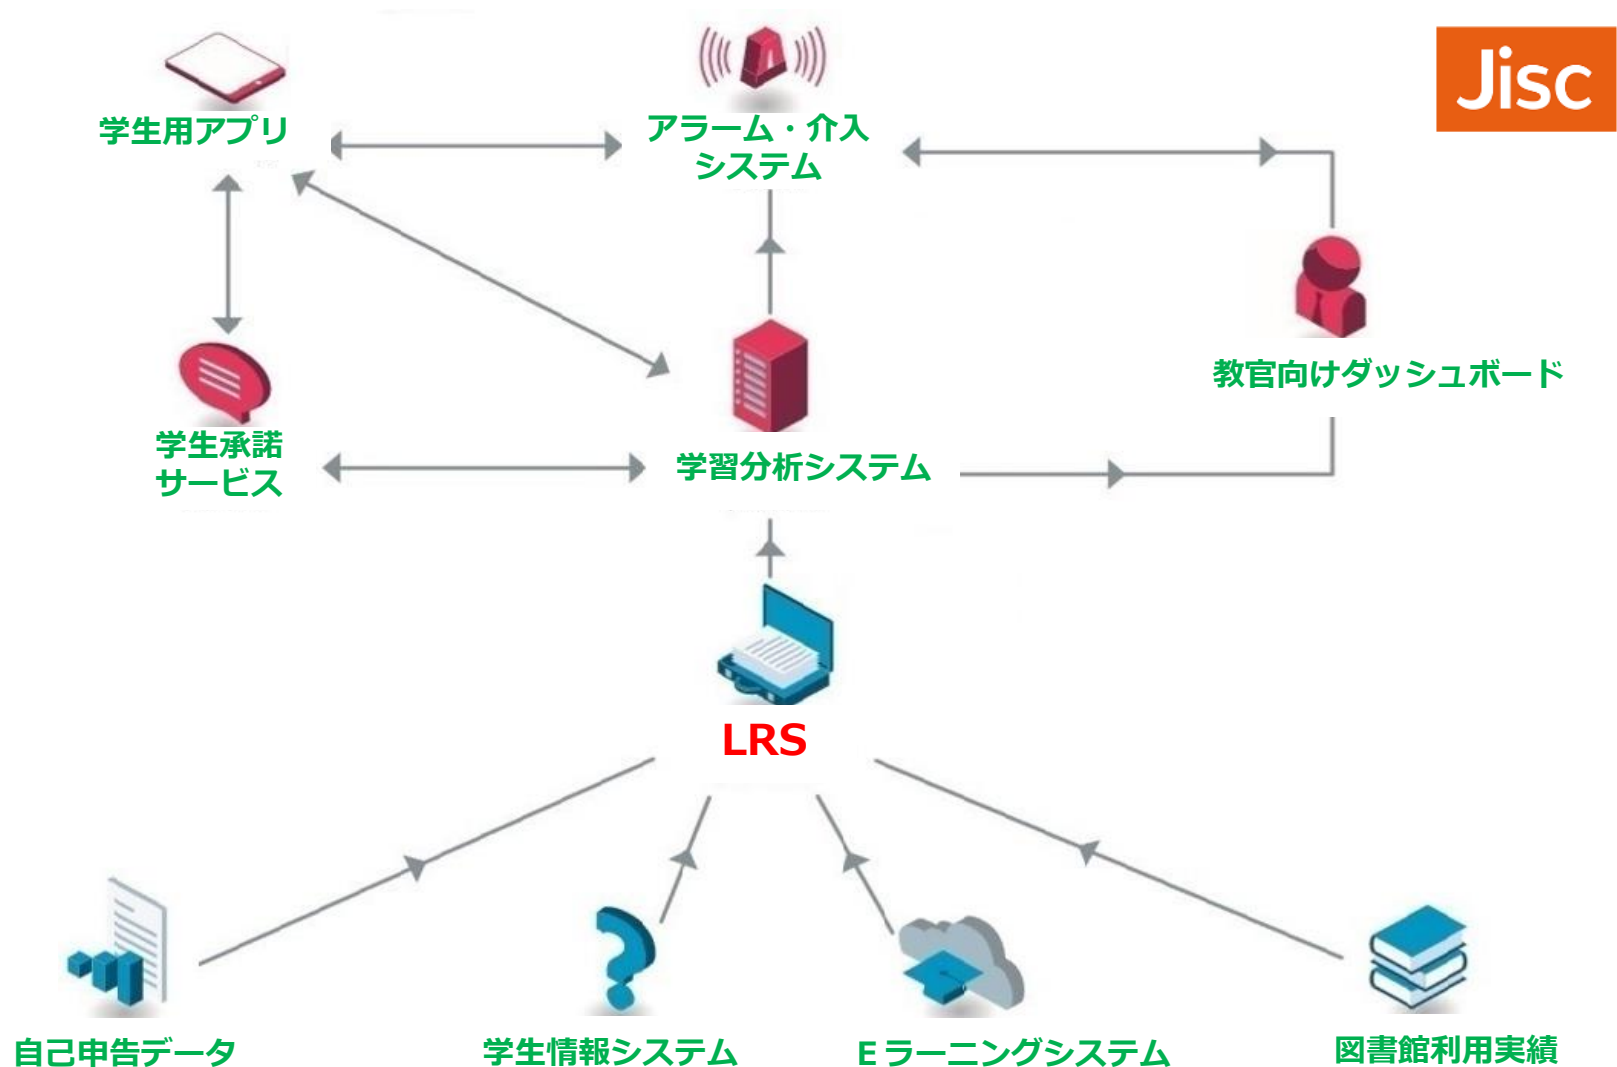 Jisc
学生用アプリ
アラーム・介入
システム
教官向けダッシュボード
学生承諾
サービス
学習分析システム
LRS
自己申告データ
学生情報システム
Eラーニングシステム
図書館利用実績